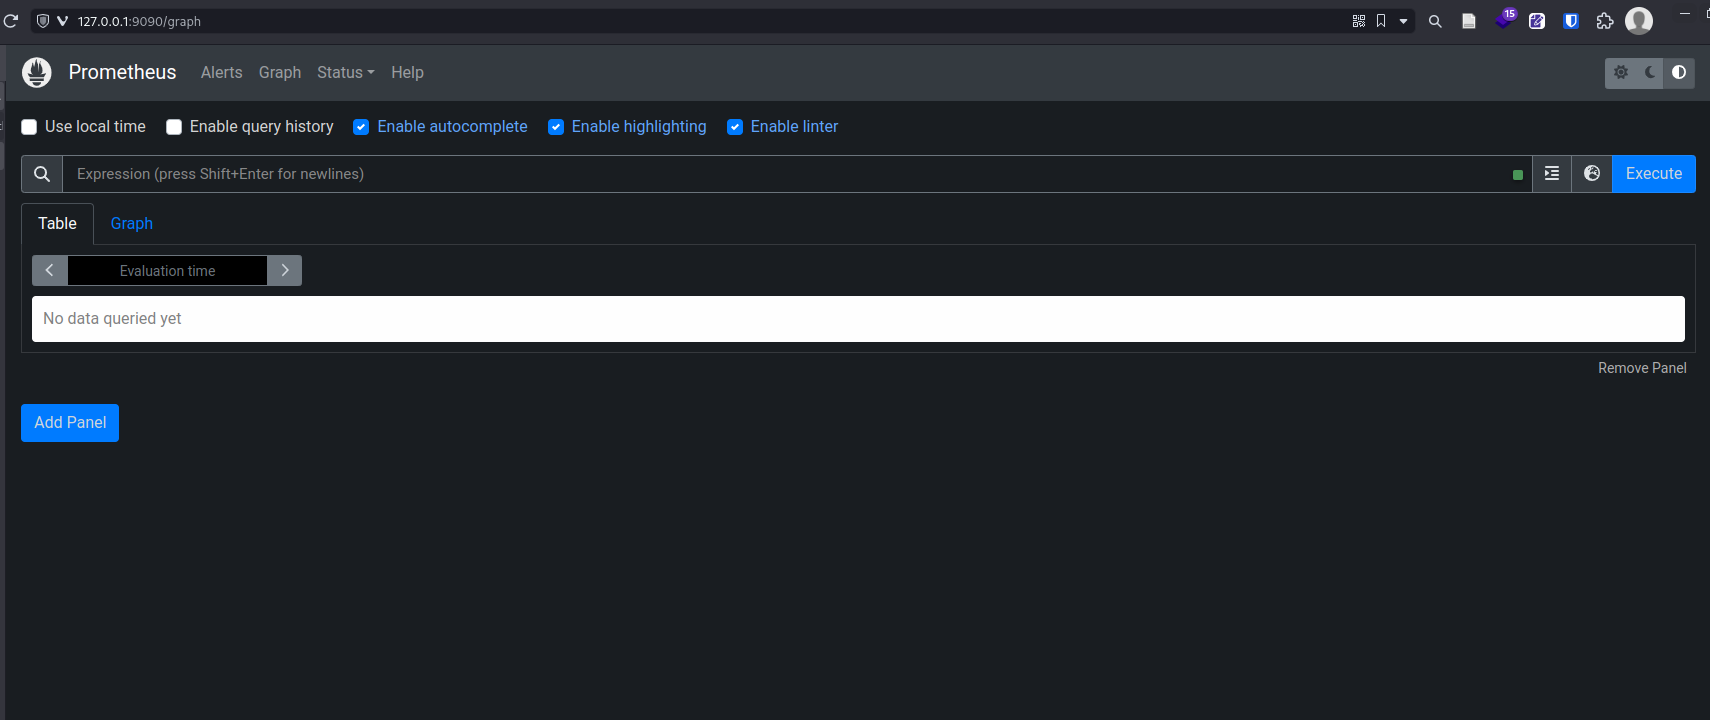 127.0.0.1:9090/graph
15
Prometheus Alerts Graph Status Help
Use local time Enable query history Enable autocomplete Enable highlighting Enable linter
Expression (press Shift+Enter for newlines) Execute
Table Graph
Evaluation time
No data queried yet
Remove Panel
Add Panel